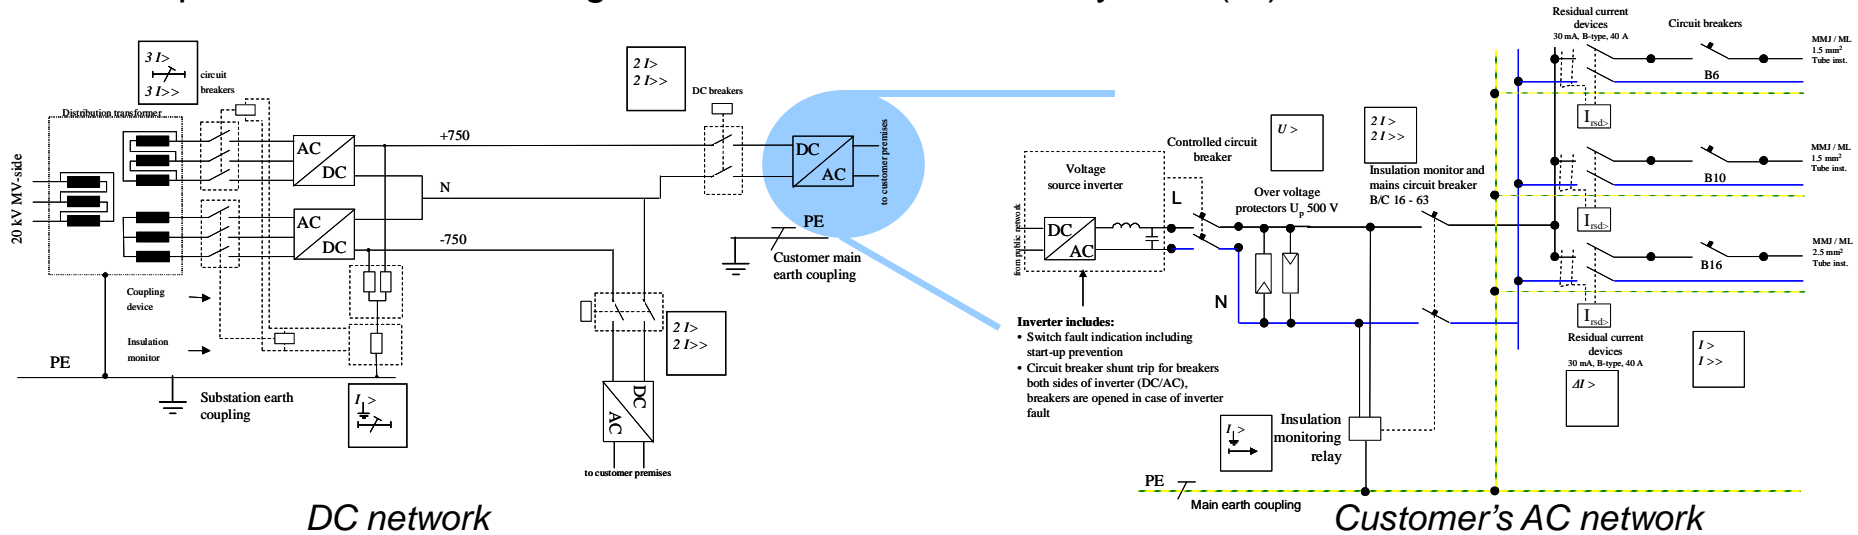 3 I>
3 I>>
circuit
breakers
Distribution transformer
20 kV MV-side
AC
DC
AC
DC
+750
N
-750
2 I>
2 I>>
DC breakers
DC
AC
to customer premises
PE
Customer main
earth coupling
Coupling
device
Insulation
monitor
PE
Substation earth
coupling
I >
2 I>
2 I>>
DC
AC
to customer premises
DC network
Residual current
devices
30 mA, B-type, 40 A
Circuit breakers
MMJ / ML
1.5 mm²
Tube inst.
B6
Irsd>
MMJ / ML
1.5 mm²
Tube inst.
B10
Irsd>
MMJ / ML
2.5 mm²
Tube inst.
B16
Irsd>
Residual current
devices
30 mA, B-type, 40 A
ΔI >
I >
I >>
U >
2 I>
2 I>>
Controlled circuit
breaker
Voltage
source inverter
from public network
DC
AC
L
N
Over voltage
protectors Up 500 V
Insulation monitor and
mains circuit breaker
B/C 16 - 63
Inverter includes:
• Switch fault indication including
start-up prevention
• Circuit breaker shunt trip for breakers
both sides of inverter (DC/AC),
breakers are opened in case of inverter
fault
I >
Insulation
monitoring
relay
PE
Main earth coupling
Customer's AC network